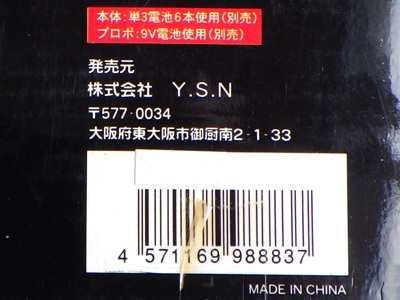 本体:単3電池6本使用(別売)
プロポ:9V電池使用(別売)
発売元
株式会社 Y.S.N
〒577-0034
大阪府東大阪市御厨南2-1-33
4 571169 988837
MADE IN CHINA